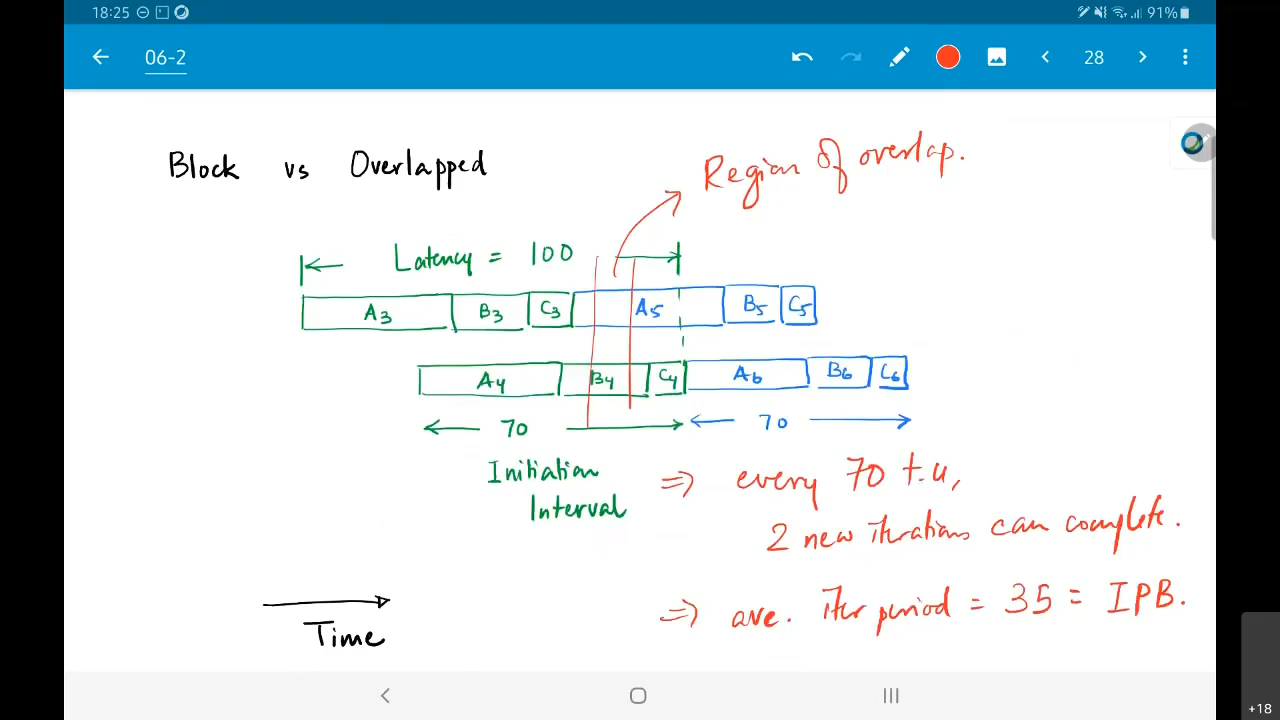 18:25
91%
06-2
28
Block vs Overlapped
Region of overlap.
Latency = 100
A3 B3 C3 A5 B5 C5
A4 B4 C4 A6 B6 C6
70 70
Initiation
Interval
⇒ every 70 t.u,
2 new iterations can complete.
⇒ ave. iter period = 35 = IPB.
Time
+18